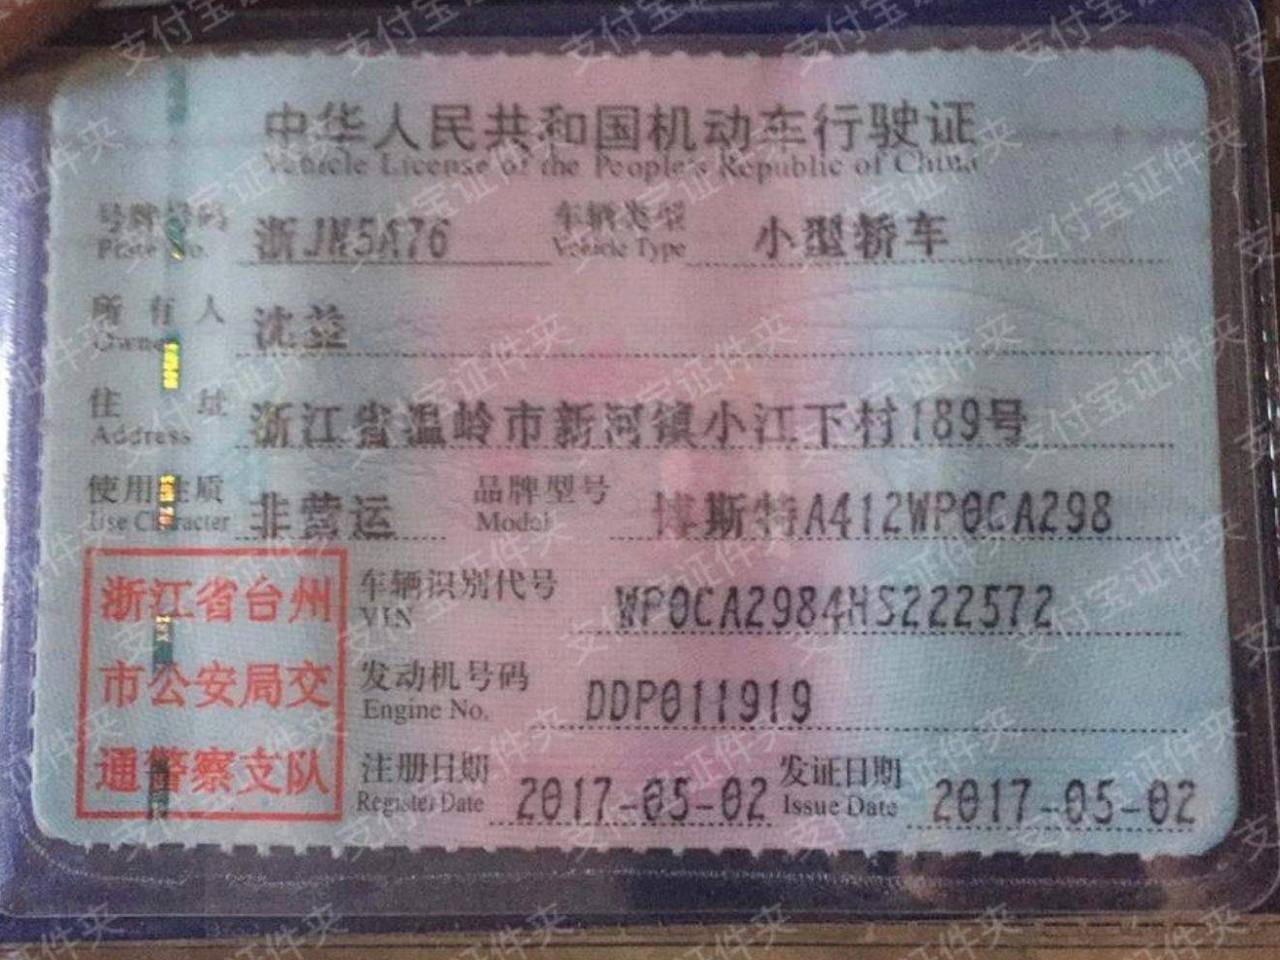 中华人民共和国机动车行驶证
Vehicle License of the People's Republic of China
号牌号码 浙JN5A76 车辆类型 小型轿车
Plate No. Vehicle Type
所有人 沈益
Owner
住址 浙江省温岭市新河镇小江下村189号
Address
使用性质 非营运 品牌型号 博斯特A412WP0CA298
Use Character Model
浙江省台州
市公安局交
通警察支队
车辆识别代号 WP0CA2984HS222572
VIN
发动机号码 DDP011919
Engine No.
注册日期 2017-05-02 发证日期 2017-05-02
Register Date Issue Date
支付宝证件夹